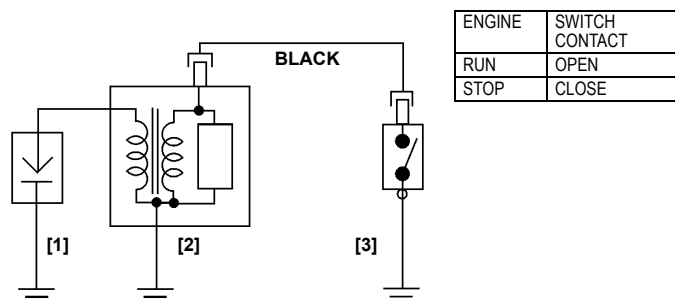 BLACK
ENGINE SWITCH CONTACT
RUN OPEN
STOP CLOSE
[1] [2] [3]